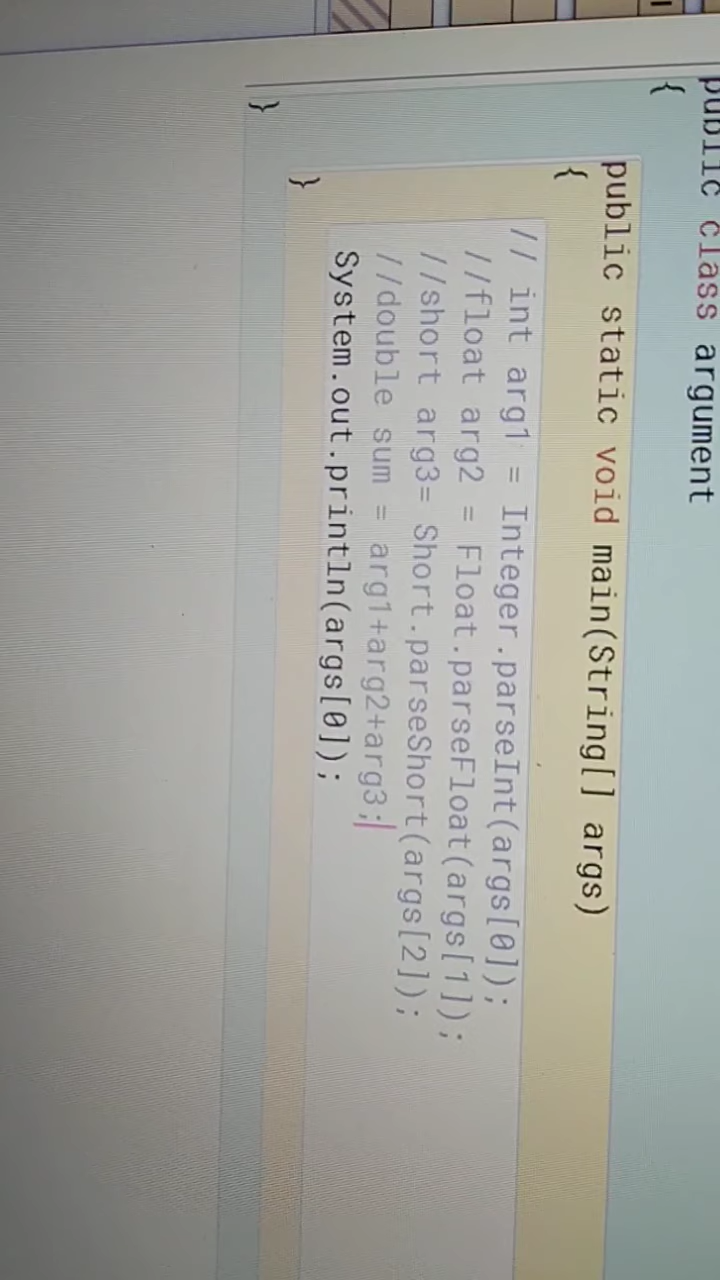 public class argument
{
public static void main(String[] args)
{
// int arg1 = Integer.parseInt(args[0]);
//float arg2 = Float.parseFloat(args[1]);
//short arg3= Short.parseShort(args[2]);
//double sum = arg1+arg2+arg3;
System.out.println(args[0]);
}
}